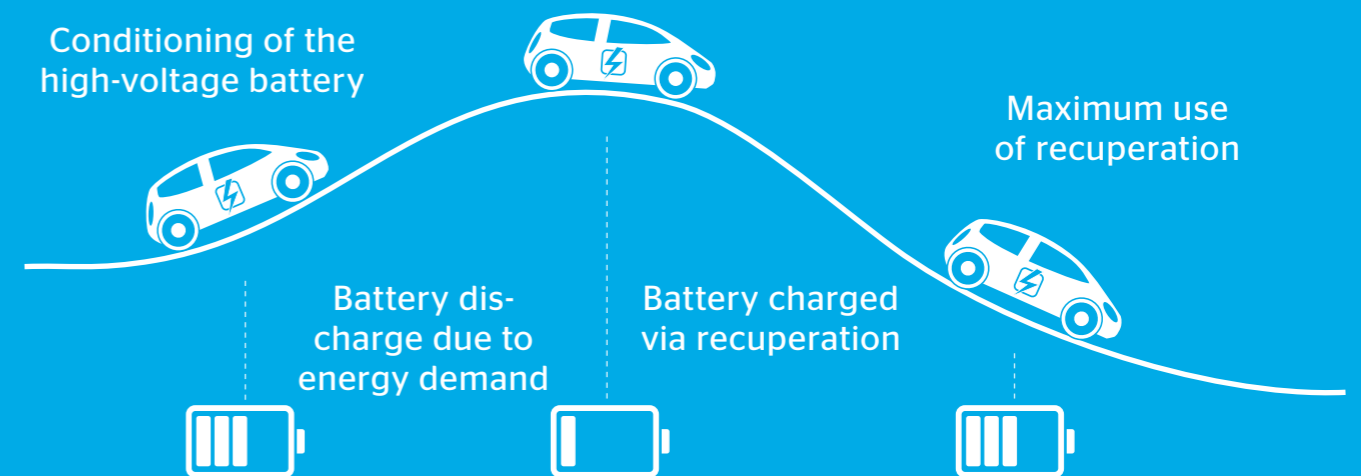 Conditioning of the
high-voltage battery
Maximum use
of recuperation
Battery dis-
charge due to
energy demand
Battery charged
via recuperation